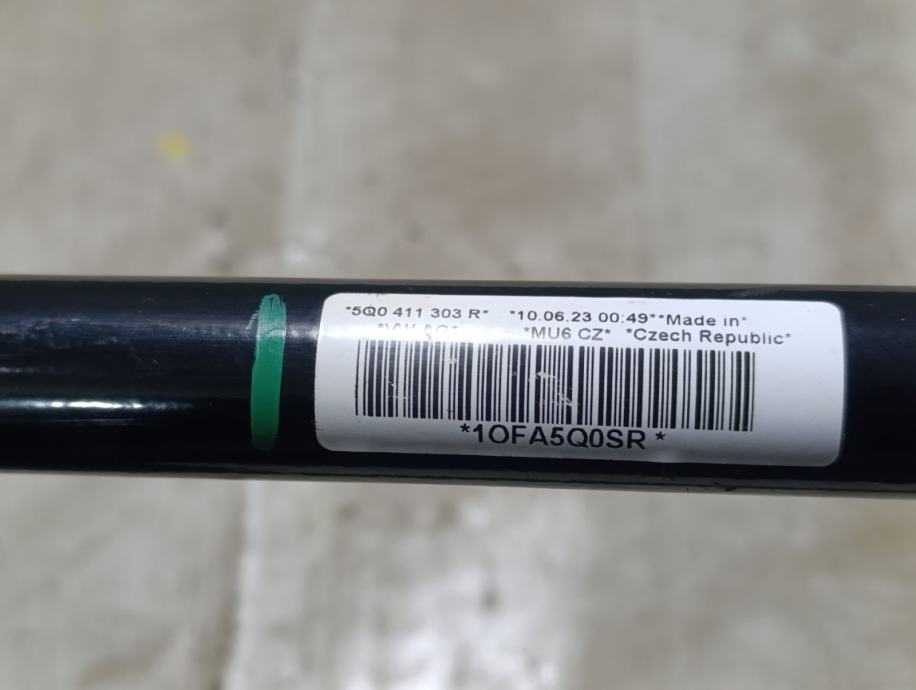 *5Q0 411 303 R* *10.06.23 00:49**Made in*
*MU6 CZ* *Czech Republic*
*1OFA5Q0SR*